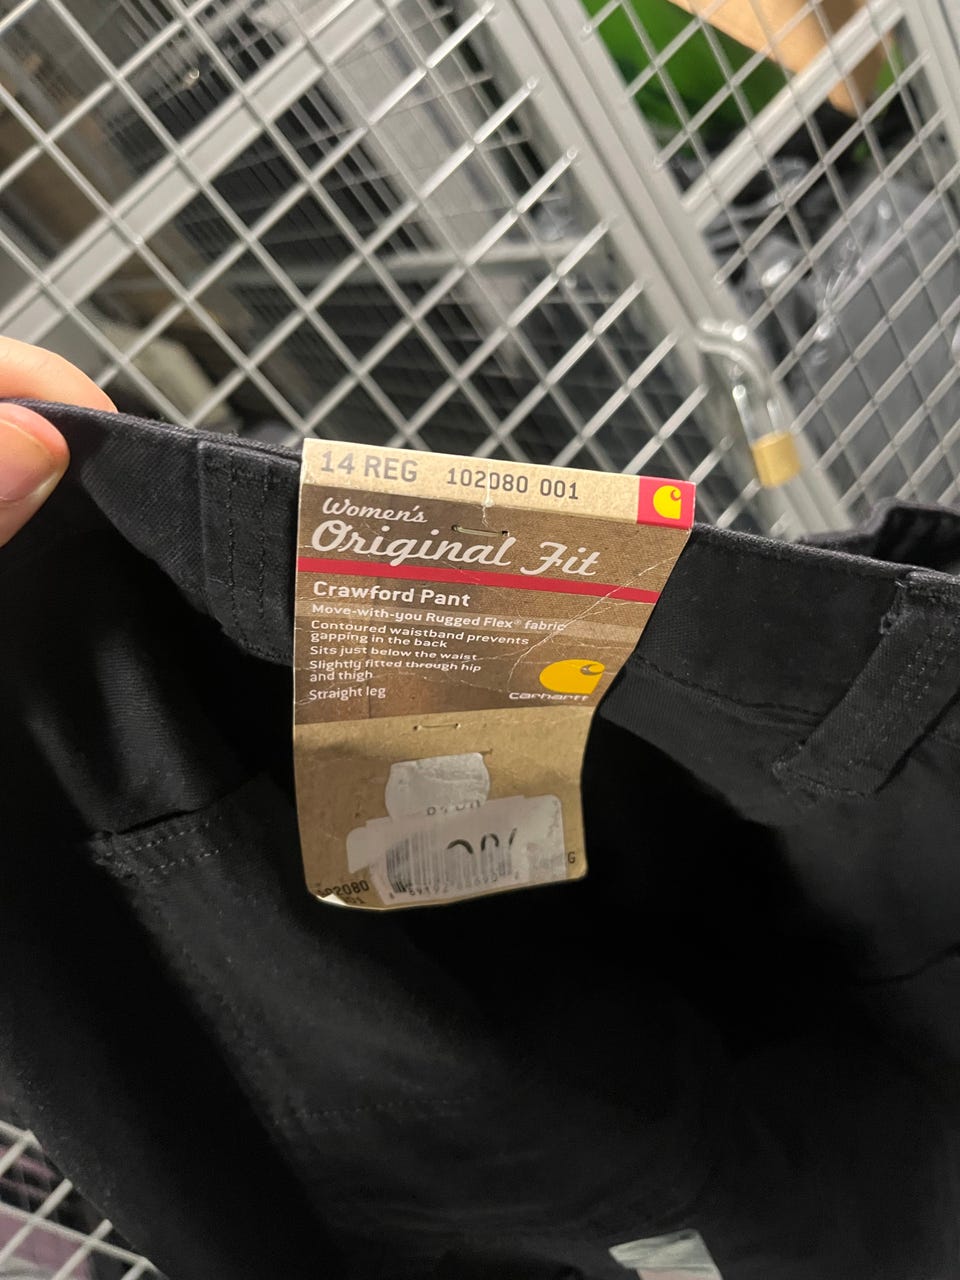 14 REG 102080 001
Women's
Original Fit
Crawford Pant
Move-with-you Rugged Flex® fabric
Contoured waistband prevents
gapping in the back
Sits just below the waist
Slightly fitted through hip
and thigh
Straight leg
carhartt
102080